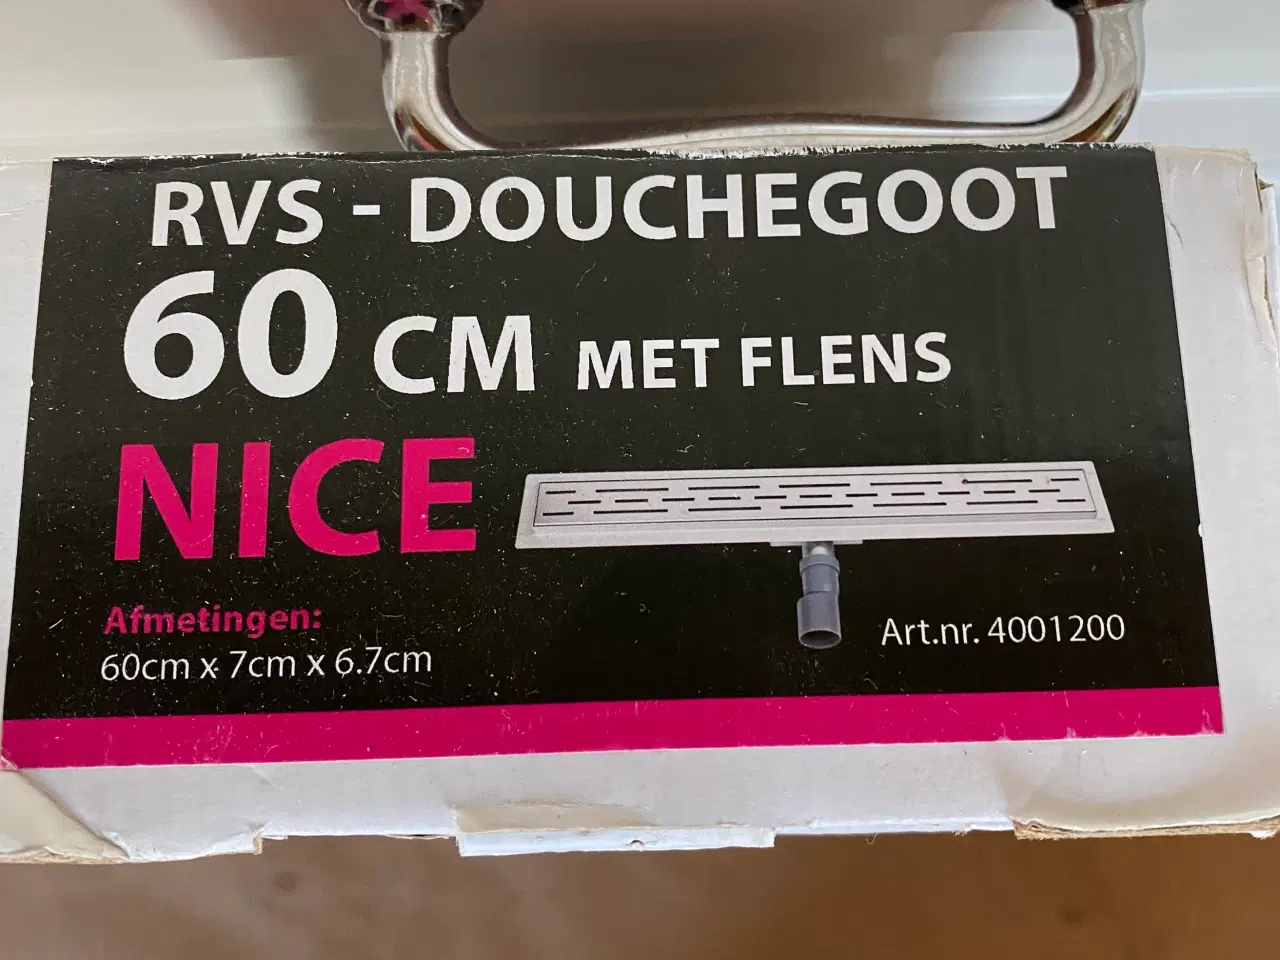 RVS - DOUCHEGOOT
60 CM MET FLENS
NICE
Afmetingen:
60cm x 7cm x 6.7cm
Art.nr. 4001200